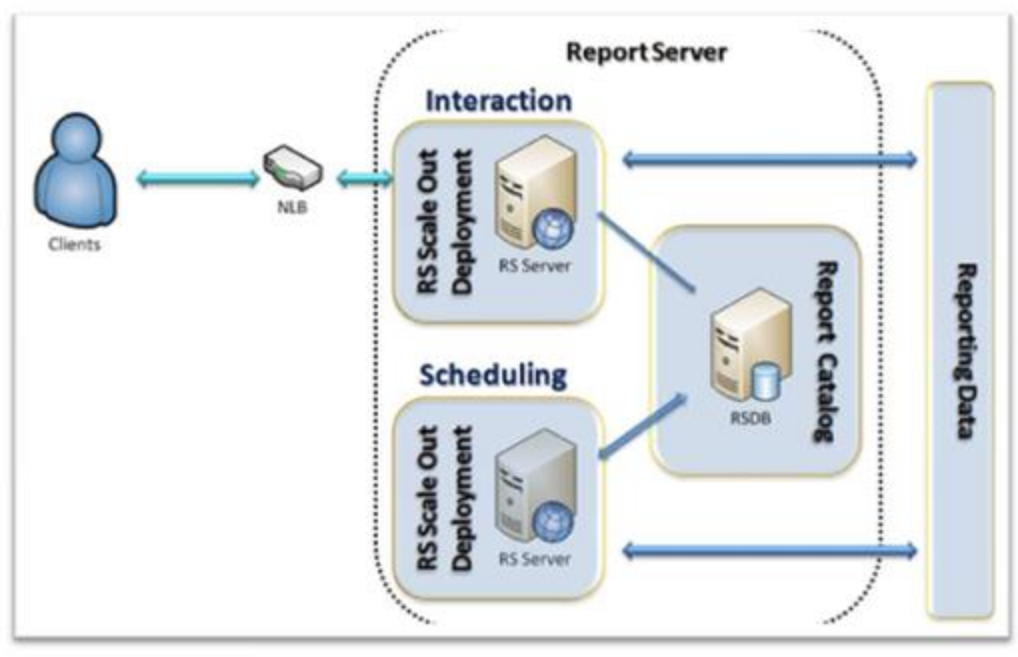 Report Server
Interaction
RS Scale Out
Deployment
RS Server
NLB
Clients
Report Catalog
RSDB
Reporting Data
Scheduling
RS Scale Out
Deployment
RS Server